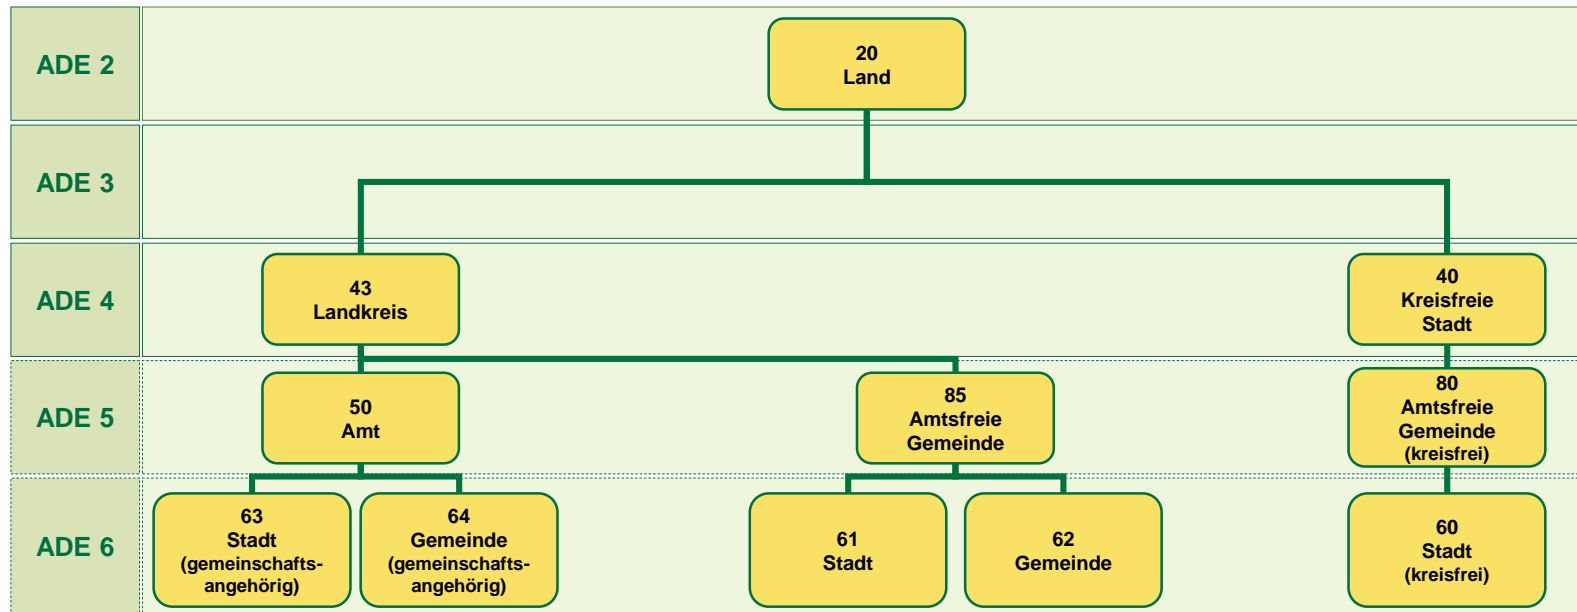 ADE 2
20
Land
ADE 3
ADE 4
43
Landkreis
40
Kreisfreie
Stadt
ADE 5
50
Amt
85
Amtsfreie
Gemeinde
80
Amtsfreie
Gemeinde
(kreisfrei)
ADE 6
63
Stadt
(gemeinschafts-
angehörig)
64
Gemeinde
(gemeinschafts-
angehörig)
61
Stadt
62
Gemeinde
60
Stadt
(kreisfrei)